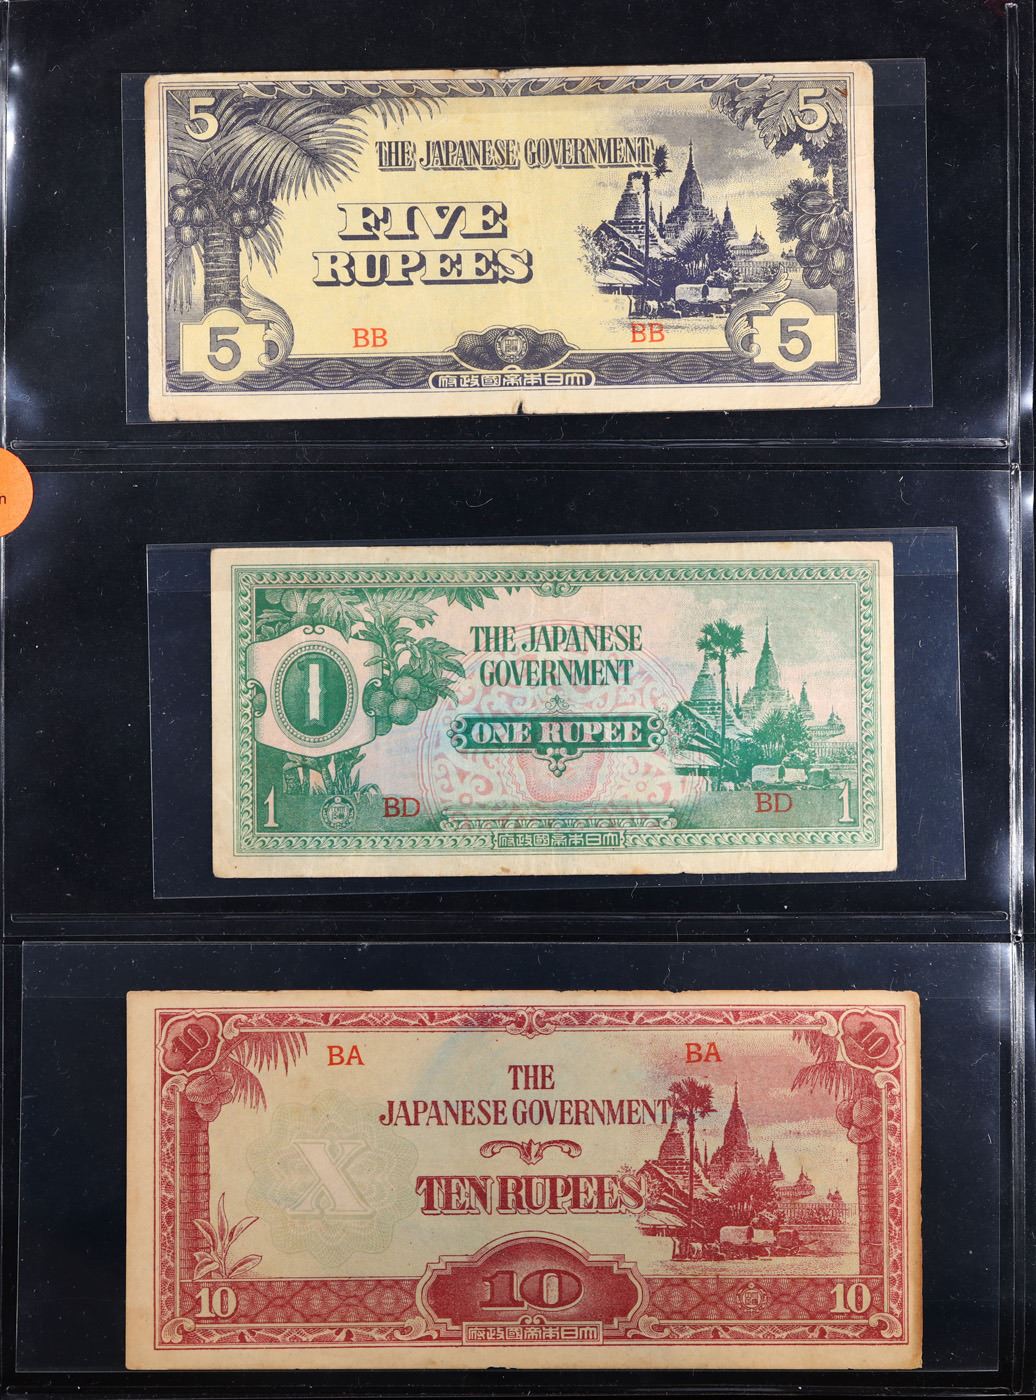 5 5
THE JAPANESE GOVERNMENT
FIVE
RUPEES
BB BB
5 5
府政國帝本日大
n
1
THE JAPANESE
GOVERNMENT
ONE RUPEE
BD BD
1 1
府政國帝本日大
10 10
BA BA
THE
JAPANESE GOVERNMENT
X
TEN RUPEES
10
10 10
府政國帝本日大